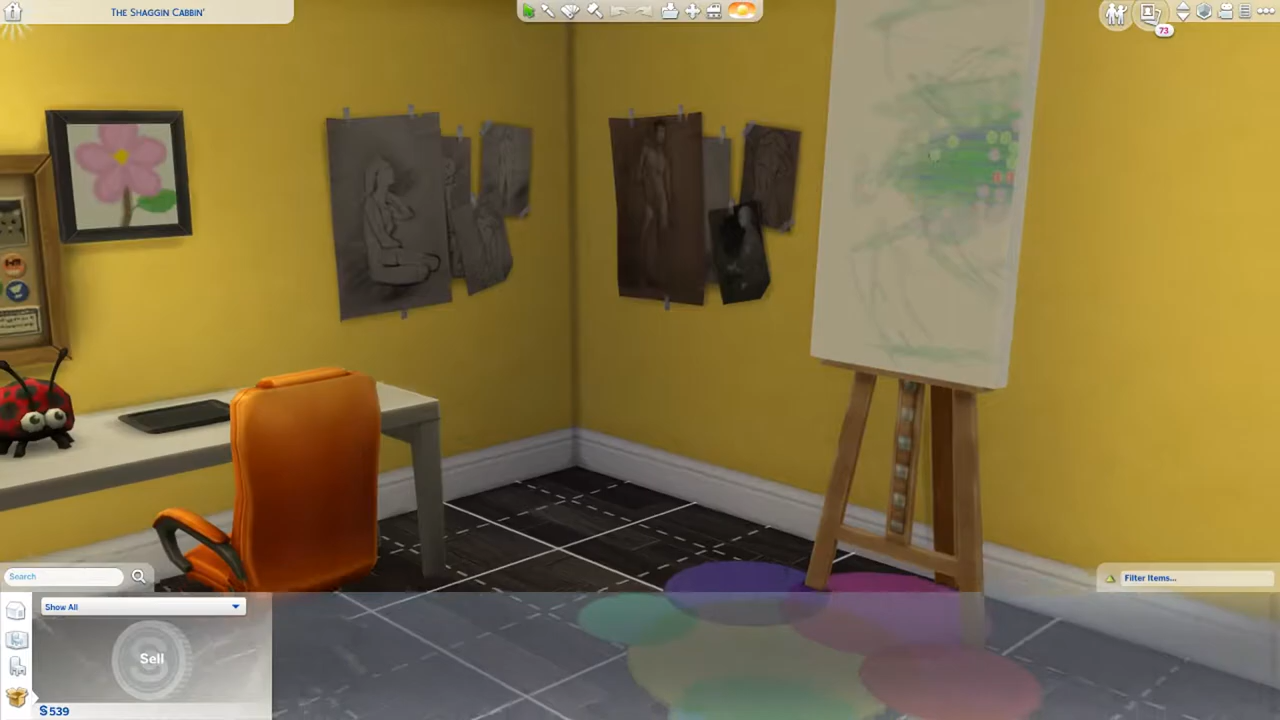 THE SHAGGIN CABBIN'
73
Search
Filter Items...
Show All
Sell
$539